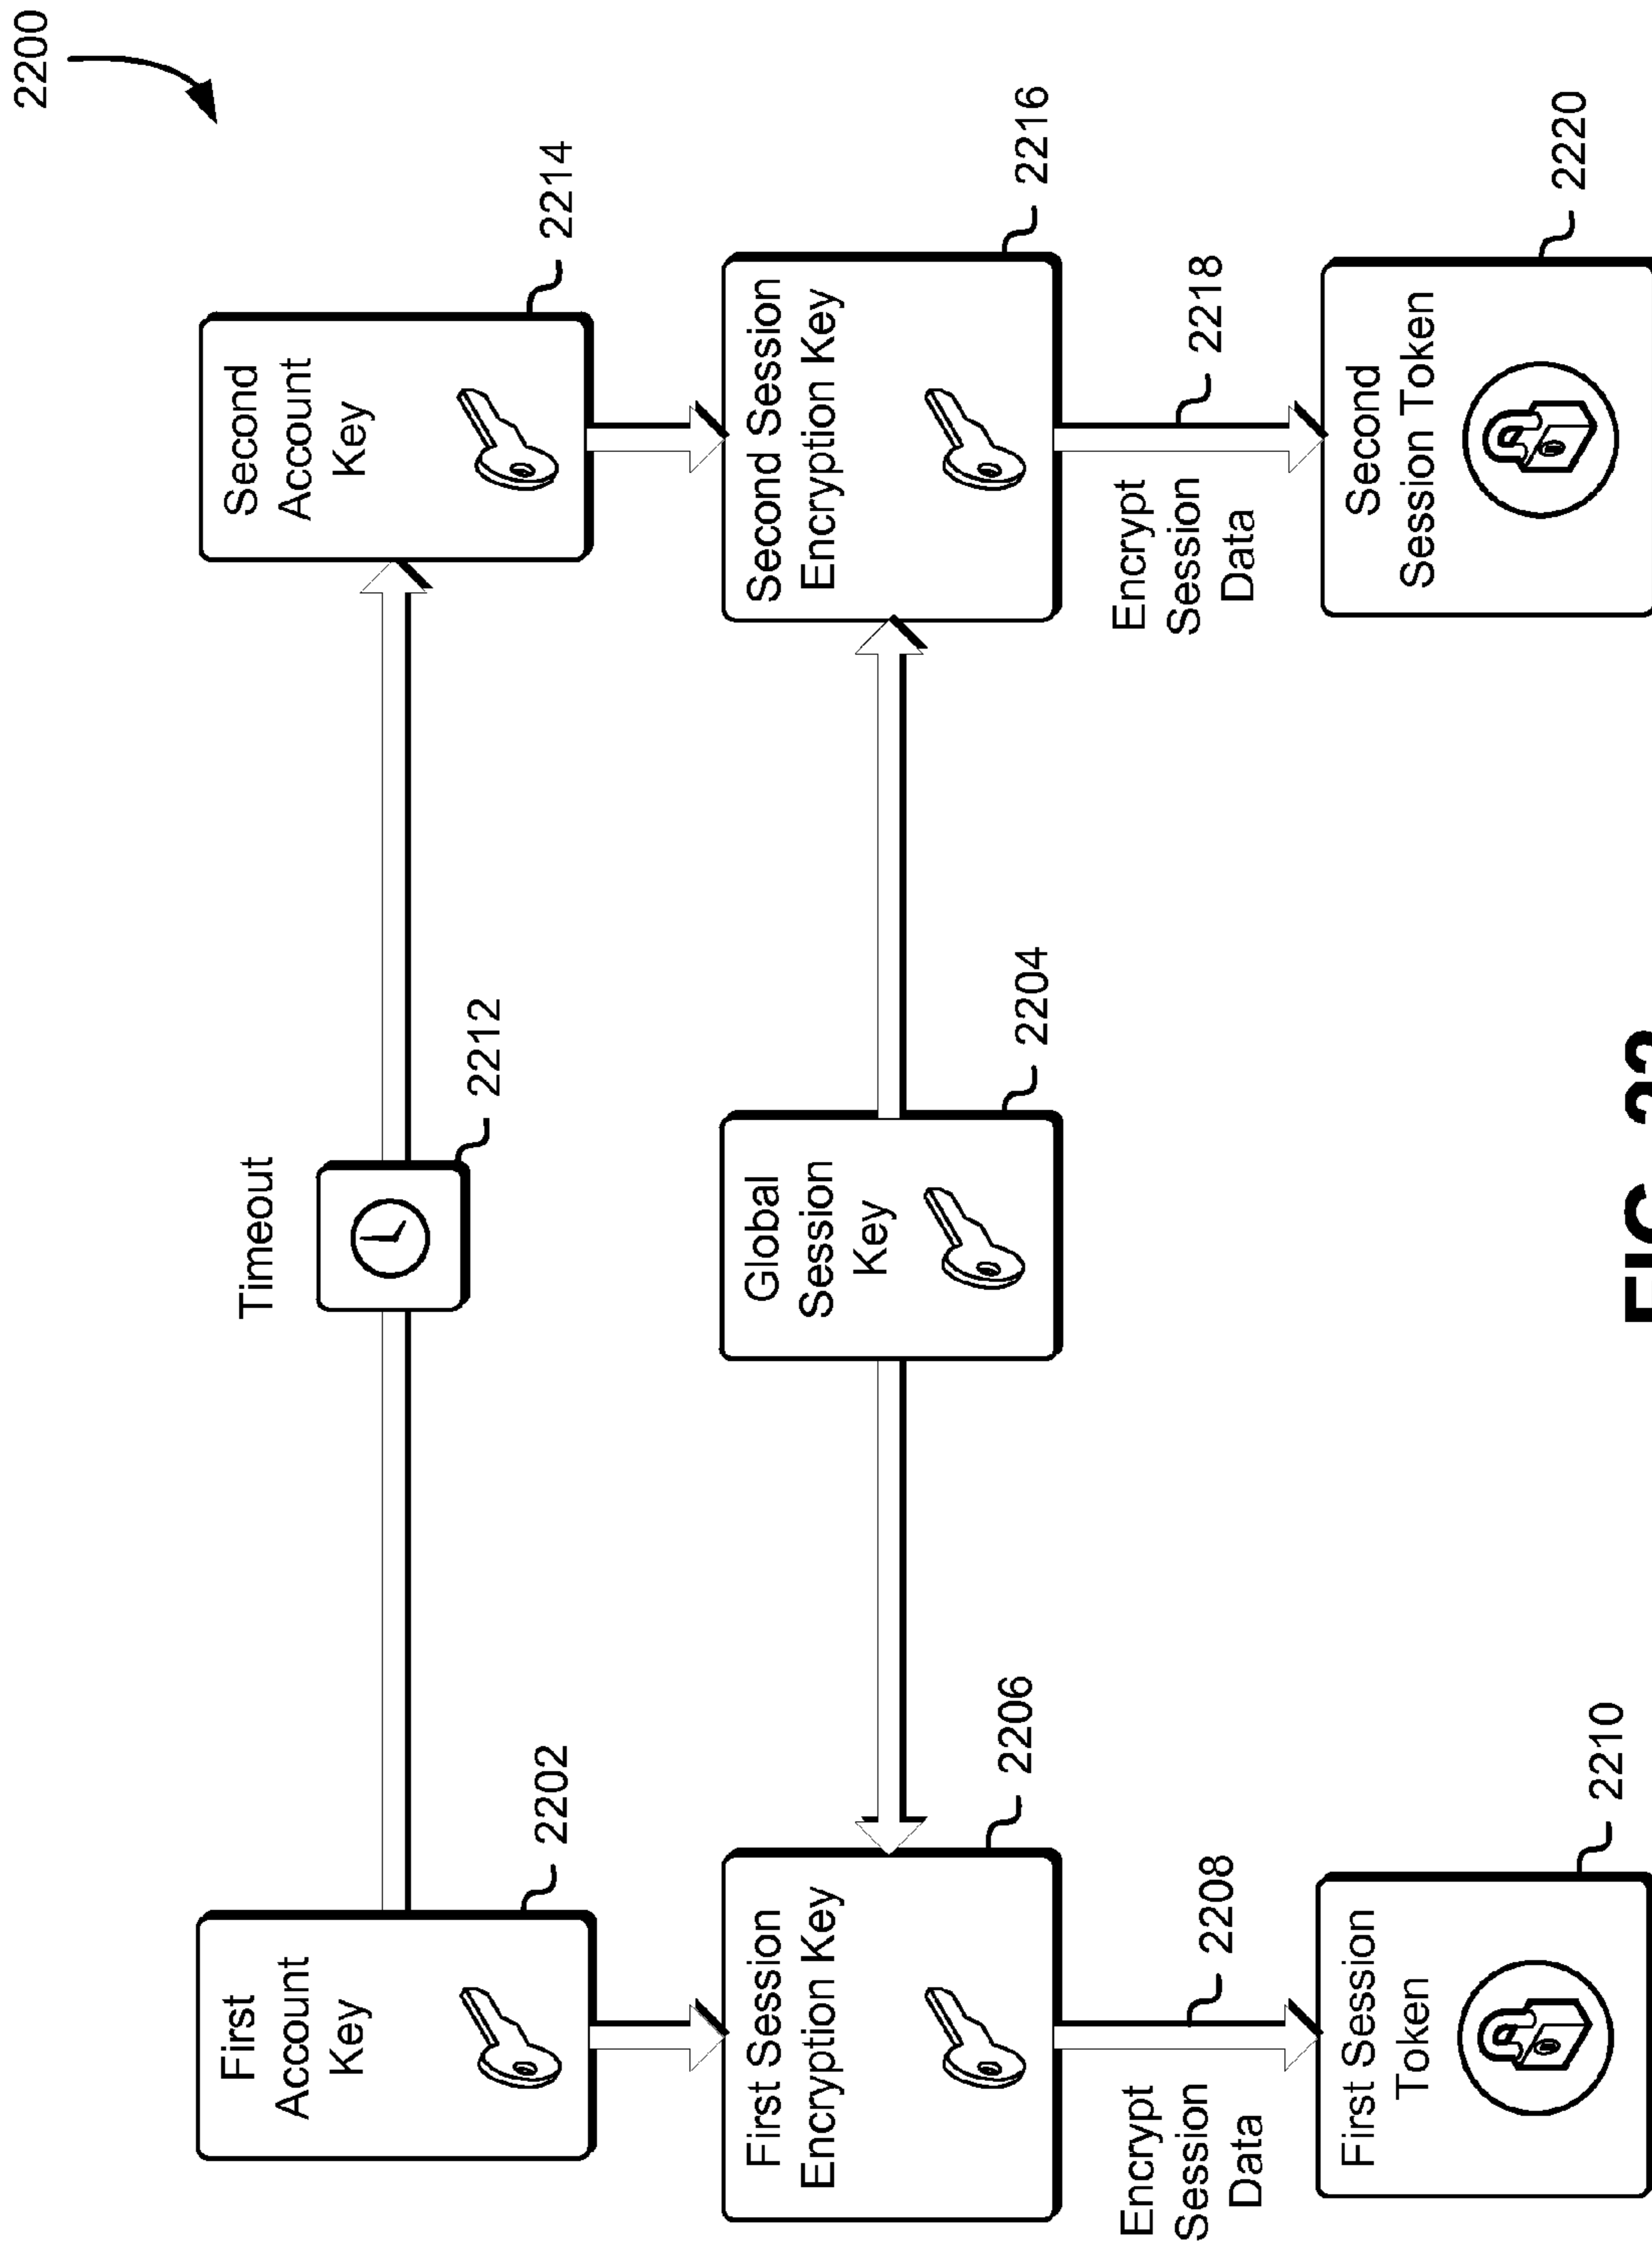 2200
First
Account
Key
2202
Timeout
2212
Second
Account
Key
2214
First Session
Encryption Key
2206
Global
Session
Key
2204
Second Session
Encryption Key
2216
Encrypt
Session
Data
2208
Encrypt
Session
Data
2218
First Session
Token
2210
Second
Session Token
2220